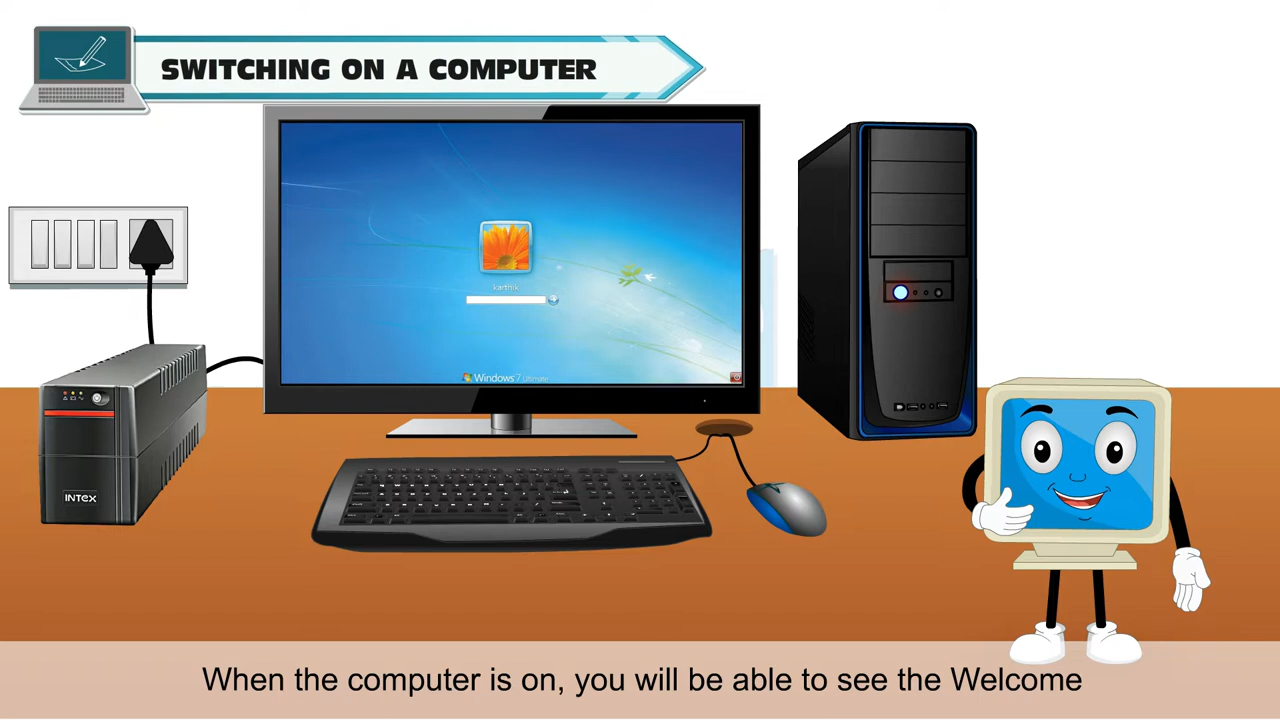 SWITCHING ON A COMPUTER
karthik
Windows 7 Ultimate
INTEX
When the computer is on, you will be able to see the Welcome